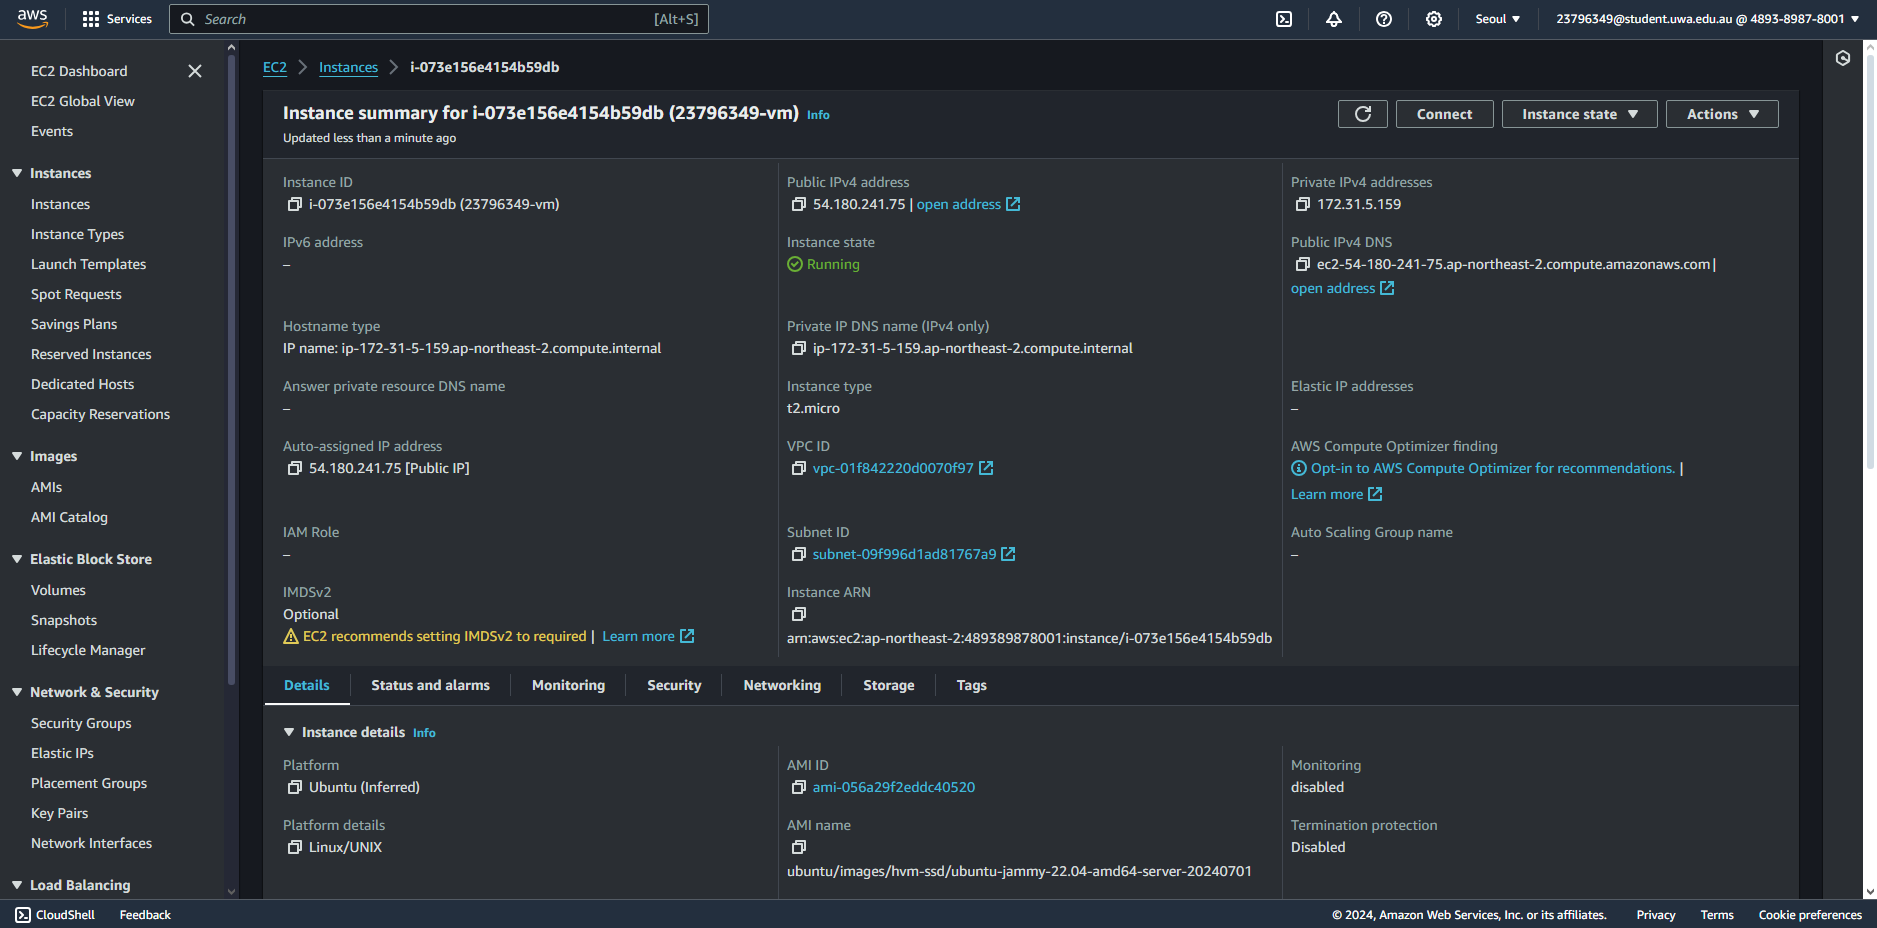 aws
Services
Search
[Alt+S]
Seoul ▼
23796349@student.uwa.edu.au @ 4893-8987-8001 ▼
EC2 Dashboard
EC2 Global View
Events
▼ Instances
Instances
Instance Types
Launch Templates
Spot Requests
Savings Plans
Reserved Instances
Dedicated Hosts
Capacity Reservations
▼ Images
AMIs
AMI Catalog
▼ Elastic Block Store
Volumes
Snapshots
Lifecycle Manager
▼ Network & Security
Security Groups
Elastic IPs
Placement Groups
Key Pairs
Network Interfaces
▼ Load Balancing
EC2 > Instances > i-073e156e4154b59db
Instance summary for i-073e156e4154b59db (23796349-vm) Info
Updated less than a minute ago
Connect
Instance state ▼
Actions ▼
Instance ID
i-073e156e4154b59db (23796349-vm)
Public IPv4 address
54.180.241.75 | open address
Private IPv4 addresses
172.31.5.159
IPv6 address
–
Instance state
Running
Public IPv4 DNS
ec2-54-180-241-75.ap-northeast-2.compute.amazonaws.com |
open address
Hostname type
IP name: ip-172-31-5-159.ap-northeast-2.compute.internal
Private IP DNS name (IPv4 only)
ip-172-31-5-159.ap-northeast-2.compute.internal
Answer private resource DNS name
–
Instance type
t2.micro
Elastic IP addresses
–
Auto-assigned IP address
54.180.241.75 [Public IP]
VPC ID
vpc-01f842220d0070f97
AWS Compute Optimizer finding
Opt-in to AWS Compute Optimizer for recommendations. |
Learn more
IAM Role
–
Subnet ID
subnet-09f996d1ad81767a9
Auto Scaling Group name
–
IMDSv2
Optional
EC2 recommends setting IMDSv2 to required | Learn more
Instance ARN
arn:aws:ec2:ap-northeast-2:489389878001:instance/i-073e156e4154b59db
Details
Status and alarms
Monitoring
Security
Networking
Storage
Tags
▼ Instance details Info
Platform
Ubuntu (Inferred)
AMI ID
ami-056a29f2eddc40520
Monitoring
disabled
Platform details
Linux/UNIX
AMI name
ubuntu/images/hvm-ssd/ubuntu-jammy-22.04-amd64-server-20240701
Termination protection
Disabled
CloudShell
Feedback
© 2024, Amazon Web Services, Inc. or its affiliates.
Privacy
Terms
Cookie preferences